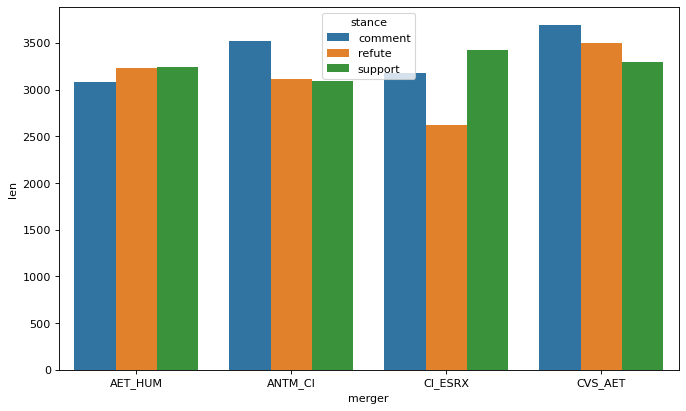 stance
comment
refute
support
3500
3000
2500
2000
1500
1000
500
0
len
AET_HUM ANTM_CI CI_ESRX CVS_AET
merger